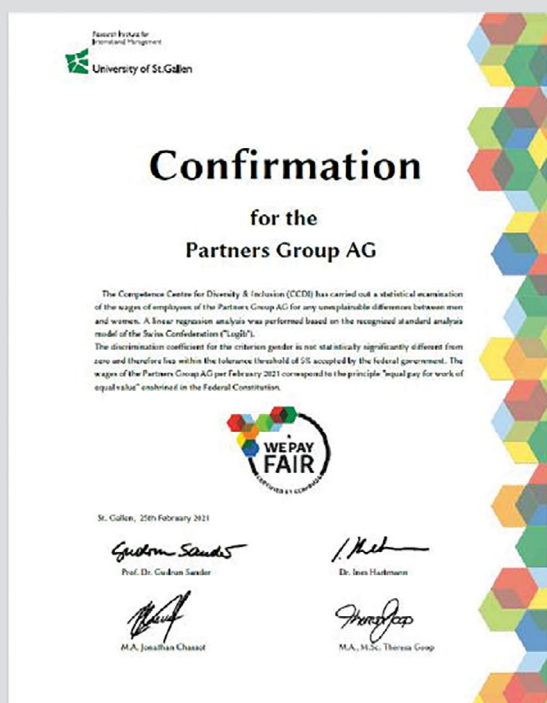 Research Institute for
International Management
University of St.Gallen
Confirmation
for the
Partners Group AG
The Competence Centre for Diversity & Inclusion (CCDI) has carried out a statistical examination
of the wages of employees of the Partners Group AG for any unexplainable differences between men
and women. A linear regression analysis was performed based on the recognized standard analysis
model of the Swiss Confederation ("Logib").
The discrimination coefficient for the criterion gender is not statistically significantly different from
zero and therefore lies within the tolerance threshold of 5% accepted by the federal government. The
wages of the Partners Group AG per February 2021 correspond to the principle "equal pay for work of
equal value" enshrined in the Federal Constitution.
WE PAY
FAIR
St. Gallen, 25th February 2021
Gudrun Sander
Prof. Dr. Gudrun Sander
Dr. Ines Hartmann
M.A. Jonathan Chassot
Theresa Goop
M.A., M.Sc. Theresa Goop